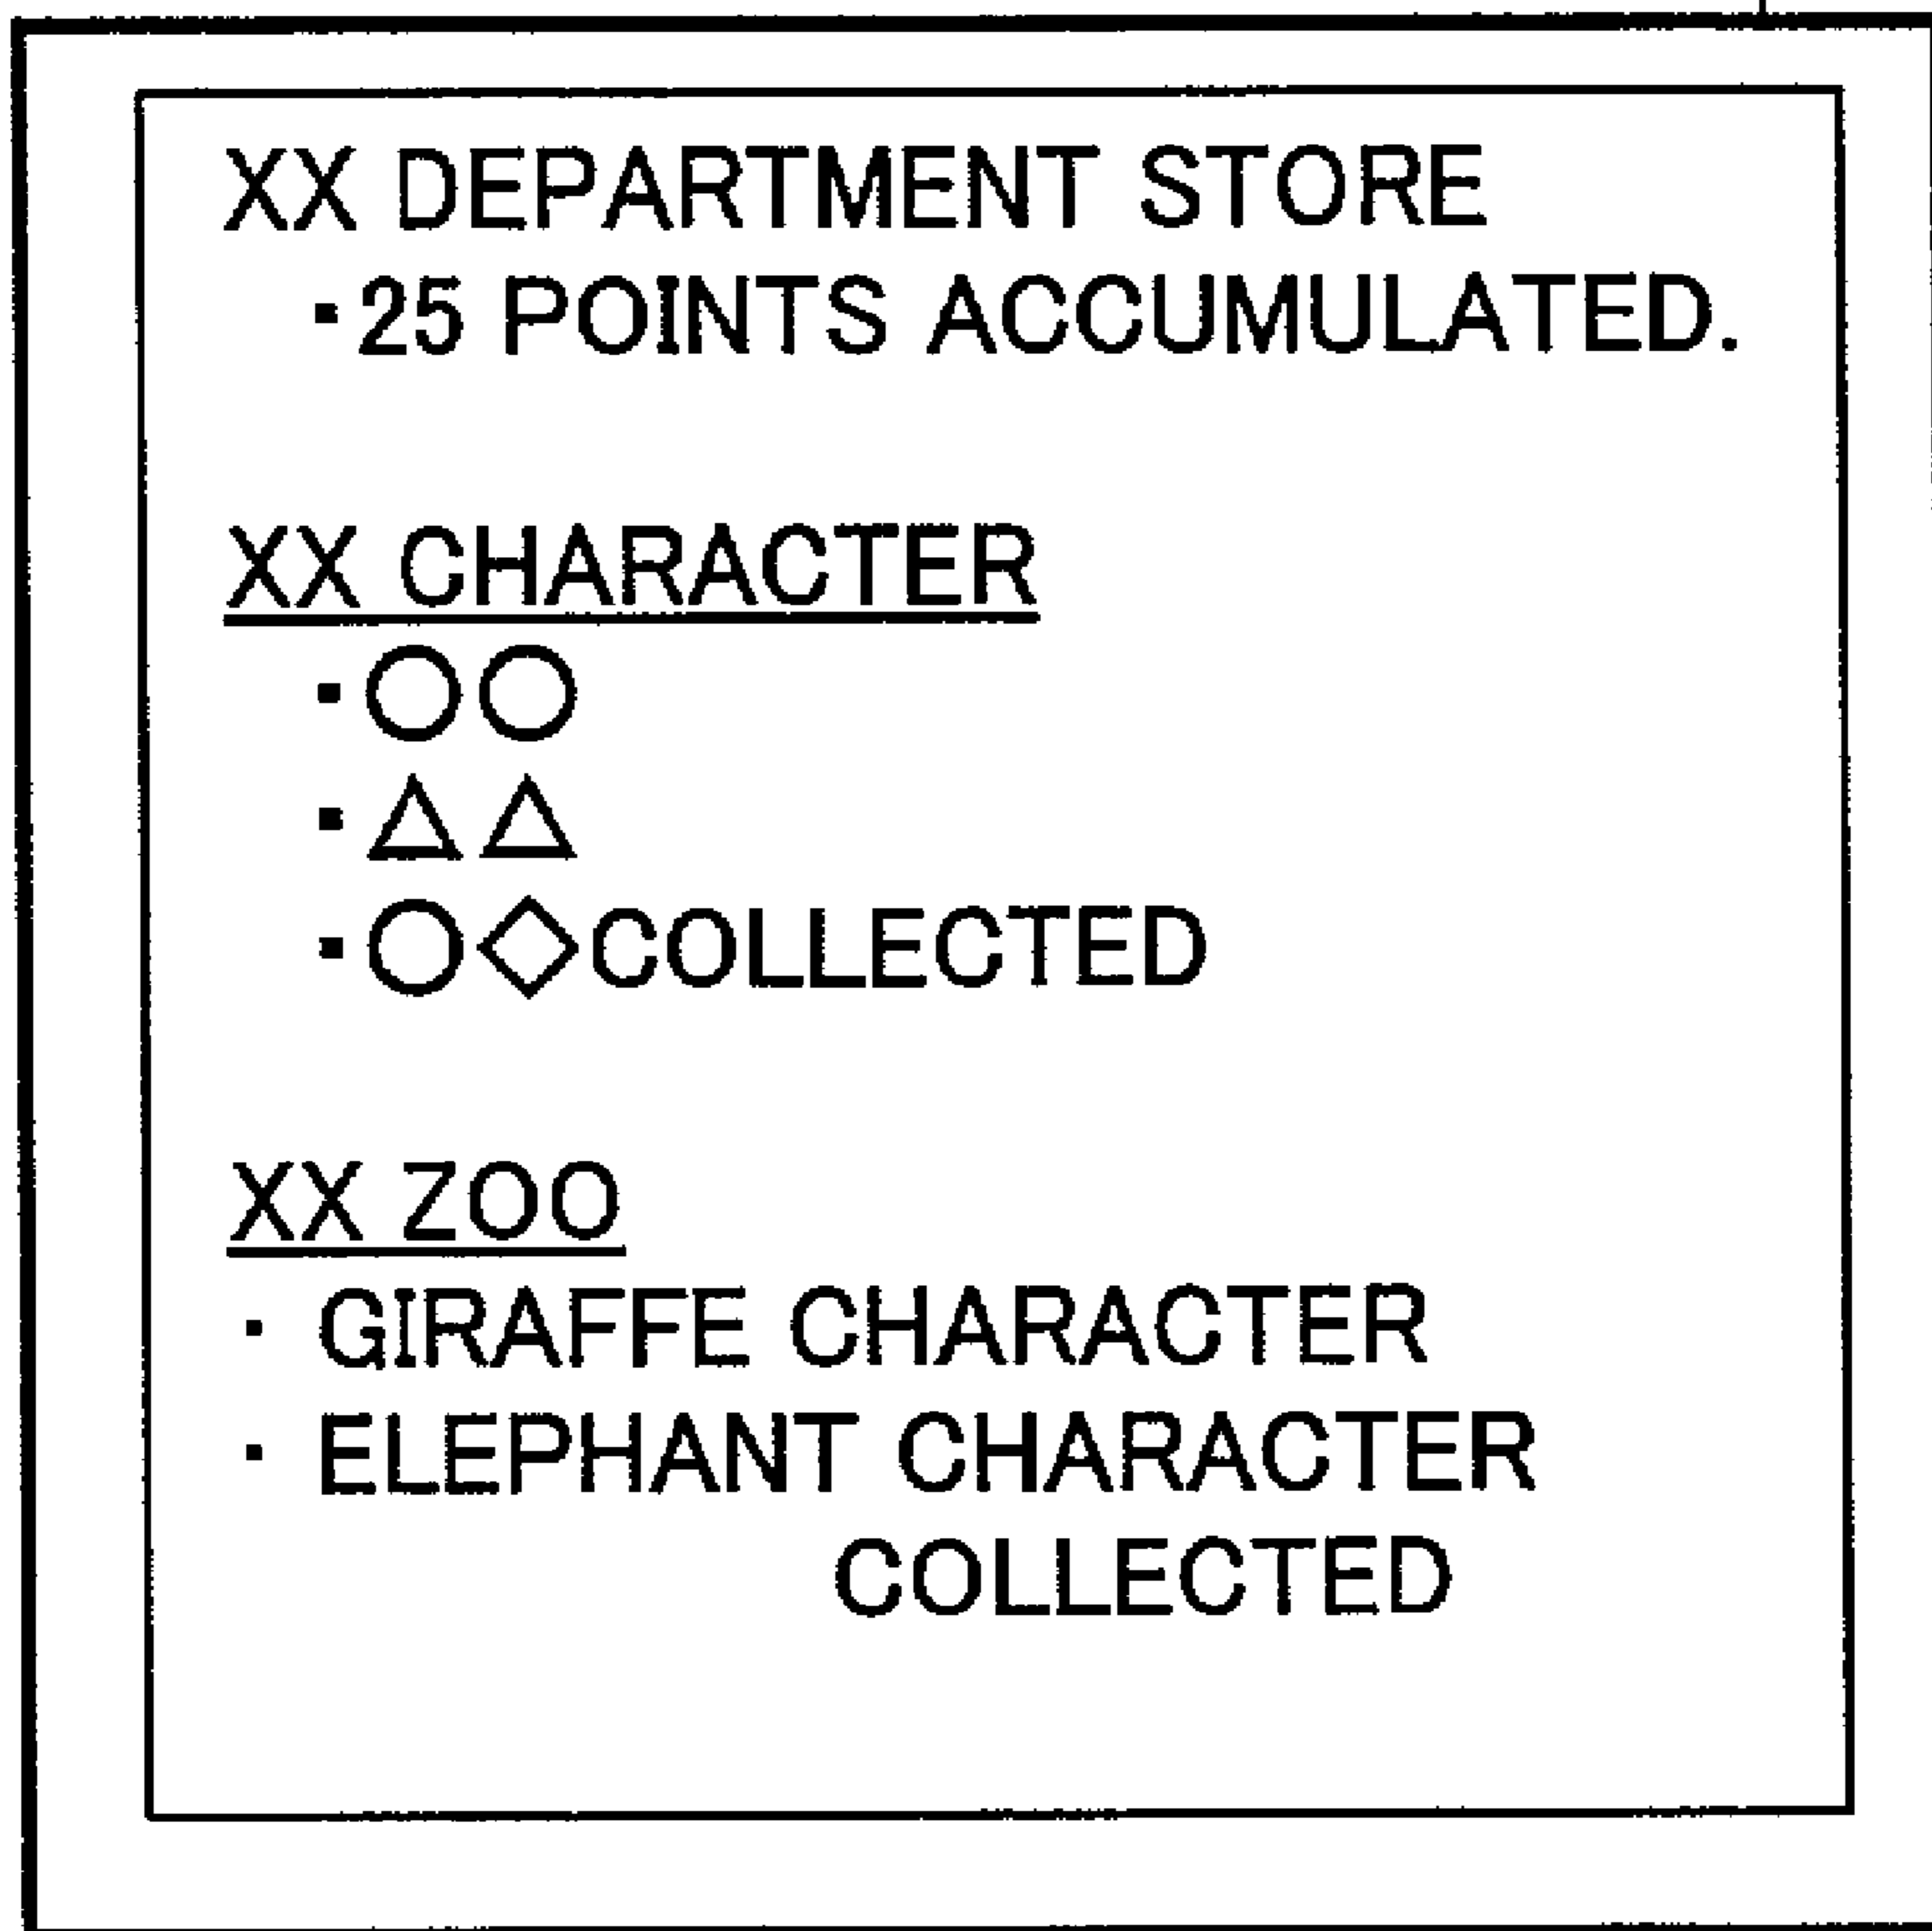 XX DEPARTMENT STORE
・25 POINTS ACCUMULATED.
XX CHARACTER
・○○
・△△
・○◇COLLECTED
XX ZOO
・ GIRAFFE CHARACTER
・ ELEPHANT CHARACTER
COLLECTED